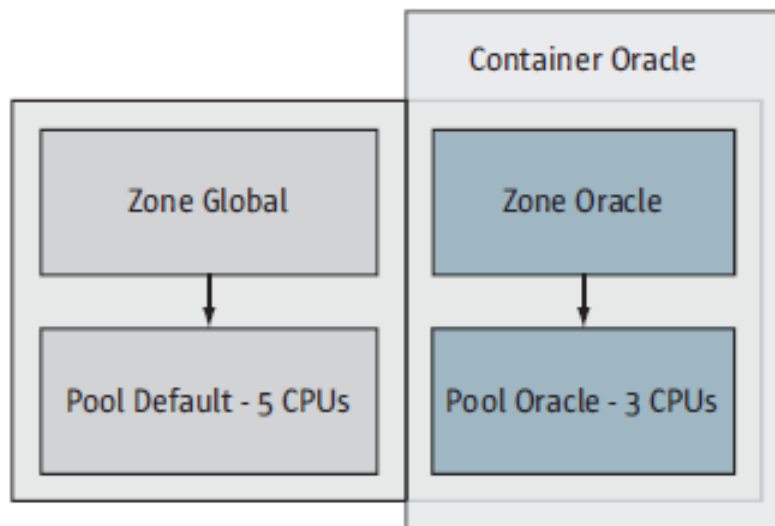 Container Oracle
Zone Global
Zone Oracle
Pool Default - 5 CPUs
Pool Oracle - 3 CPUs